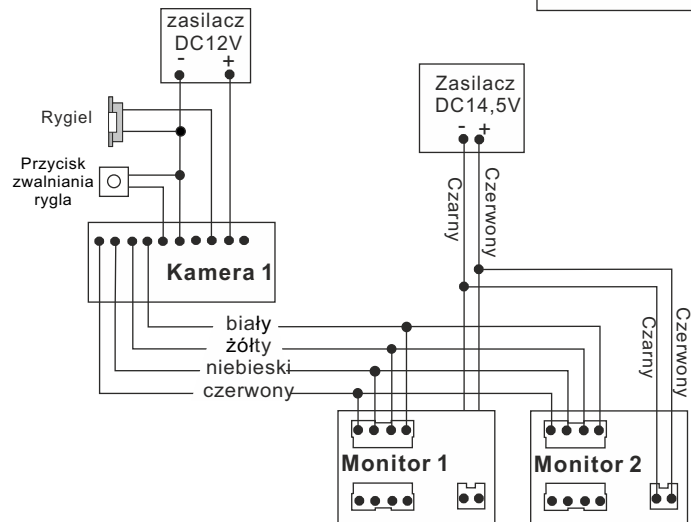 zasilacz
DC12V
- +
Rygiel
Przycisk
zwalniania
rygla
Zasilacz
DC14,5V
- +
Czarny
Czerwony
Kamera 1
biały
żółty
niebieski
czerwony
Czarny
Czerwony
Monitor 1
Monitor 2